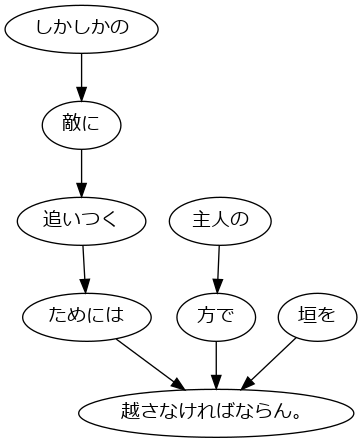 しかしかの
敵に
追いつく
主人の
ためには
方で
垣を
越さなければならん。